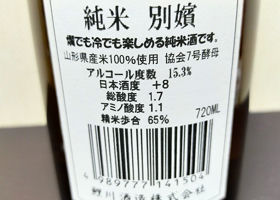 純米 別嬪
燗でも冷でも楽しめる純米酒です。
山形県産米100%使用 協会7号酵母
アルコール度数 15.3%
日本酒度 +8
総酸度 1.7
アミノ酸度 1.1
精米歩合 65%
720ML
4989777141504
鯉川酒造株式会社